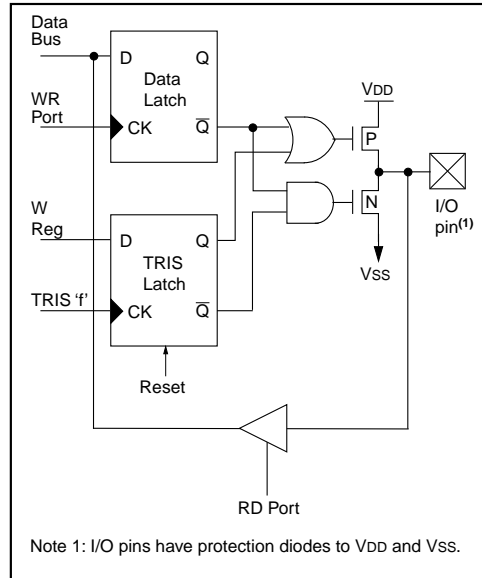 Data
Bus
D
Q
Data
Latch
VDD
WR
Port
CK
Q
P
N
I/O
pin(1)
W
Reg
D
Q
TRIS
Latch
VSS
TRIS 'f'
CK
Q
Reset
RD Port
Note 1: I/O pins have protection diodes to VDD and VSS.